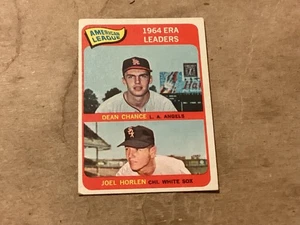 AMERICAN
LEAGUE
1964 ERA
LEADERS
DEAN CHANCE L. A. ANGELS
JOEL HORLEN CHI. WHITE SOX